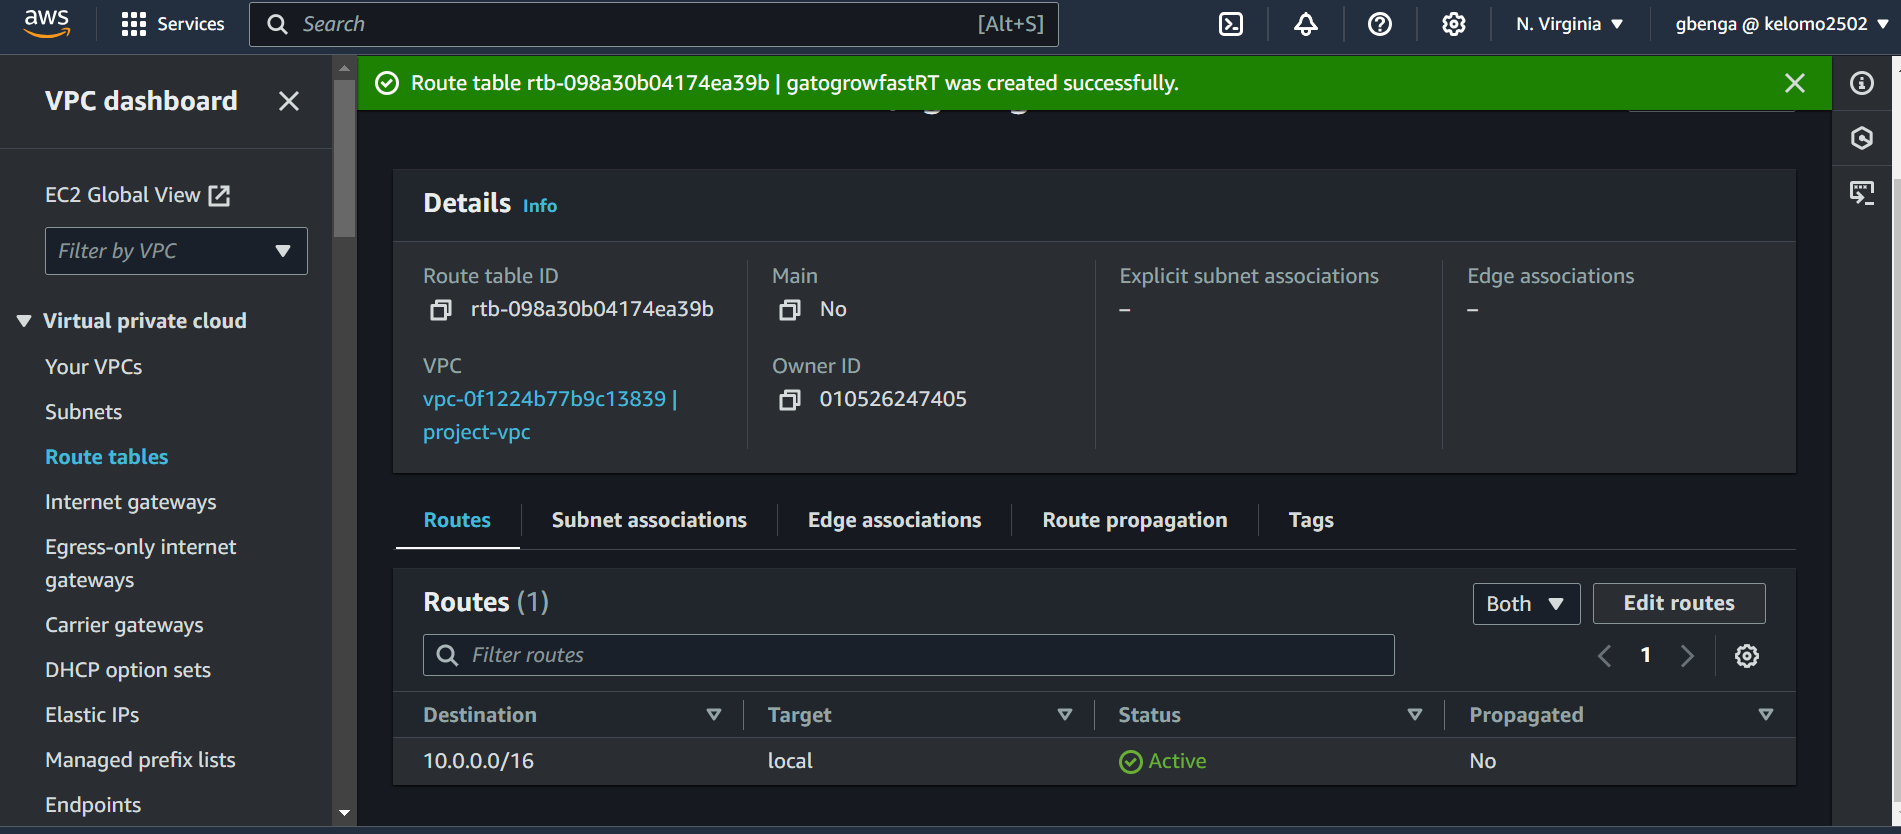 aws
Services
Search
[Alt+S]
N. Virginia
gbenga @ kelomo2502
VPC dashboard
EC2 Global View
Filter by VPC
Virtual private cloud
Your VPCs
Subnets
Route tables
Internet gateways
Egress-only internet
gateways
Carrier gateways
DHCP option sets
Elastic IPs
Managed prefix lists
Endpoints
Route table rtb-098a30b04174ea39b | gatogrowfastRT was created successfully.
Details Info
Route table ID
rtb-098a30b04174ea39b
Main
No
Explicit subnet associations
–
Edge associations
–
VPC
vpc-0f1224b77b9c13839 |
project-vpc
Owner ID
010526247405
Routes
Subnet associations
Edge associations
Route propagation
Tags
Routes (1)
Both
Edit routes
Filter routes
1
Destination
Target
Status
Propagated
10.0.0.0/16
local
Active
No